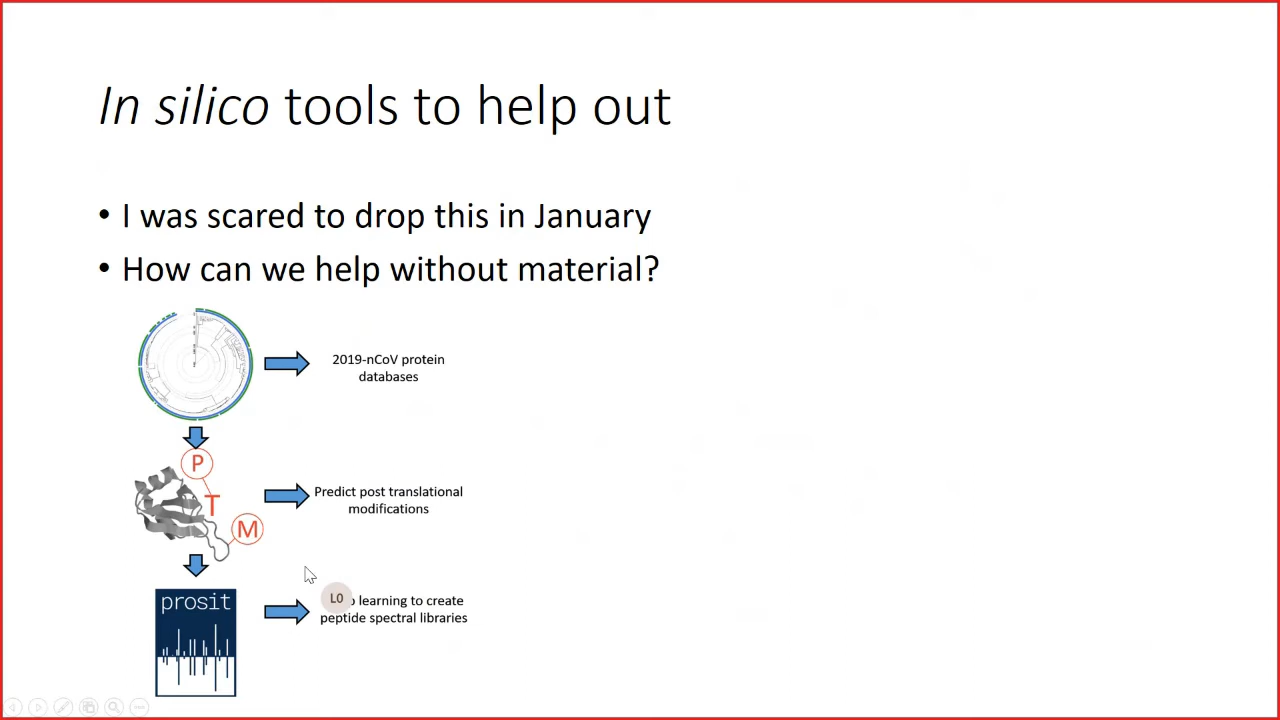 In silico tools to help out
• I was scared to drop this in January
• How can we help without material?
2019-nCoV protein
databases
P
T
M
Predict post translational
modifications
prosit
L0
learning to create
peptide spectral libraries